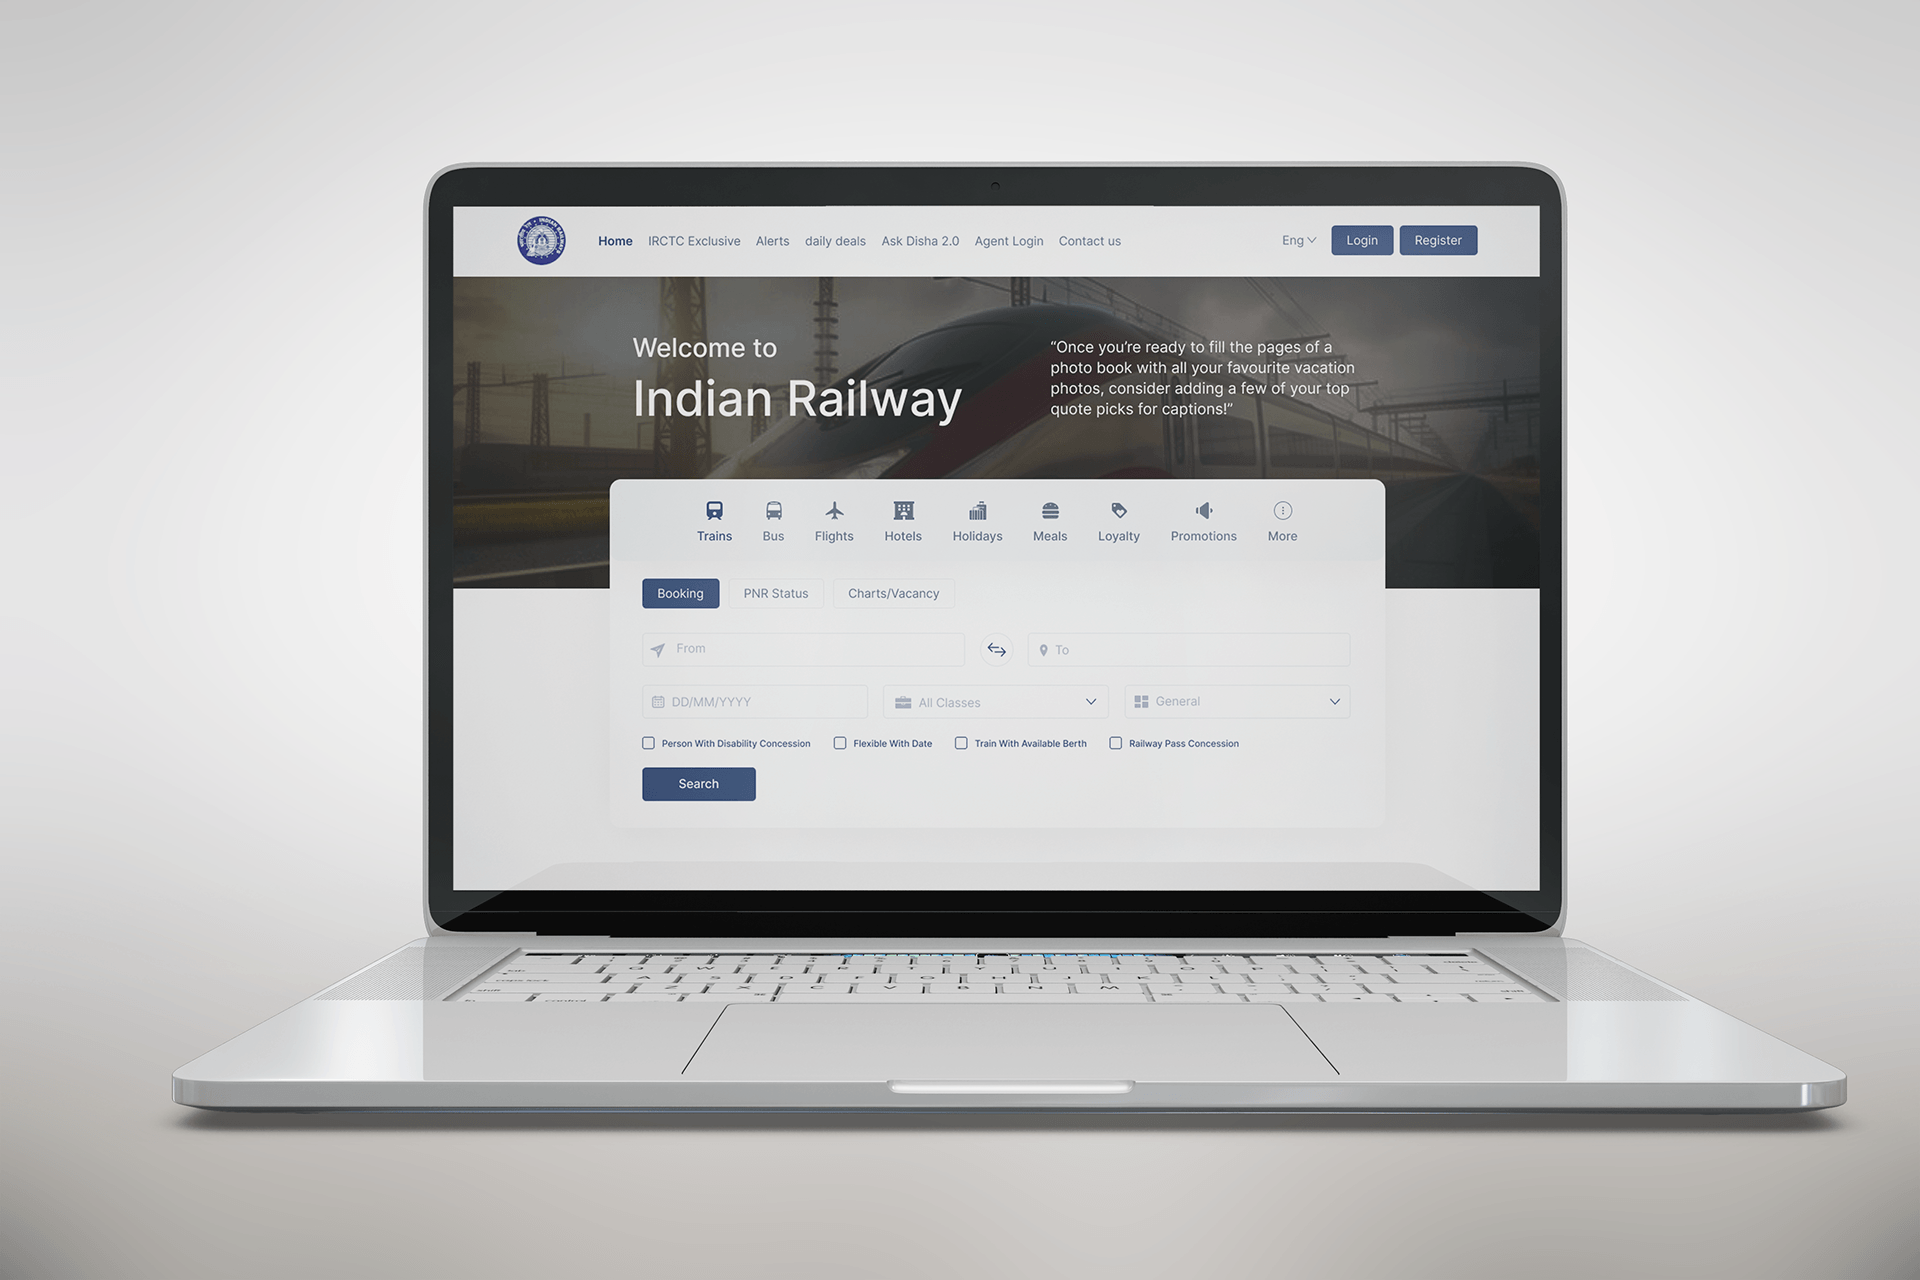 Home IRCTC Exclusive Alerts daily deals Ask Disha 2.0 Agent Login Contact us Eng Login Register
Welcome to
Indian Railway
“Once you’re ready to fill the pages of a
photo book with all your favourite vacation
photos, consider adding a few of your top
quote picks for captions!”
Trains Bus Flights Hotels Holidays Meals Loyalty Promotions More
Booking PNR Status Charts/Vacancy
From To
DD/MM/YYYY All Classes General
Person With Disability Concession Flexible With Date Train With Available Berth Railway Pass Concession
Search